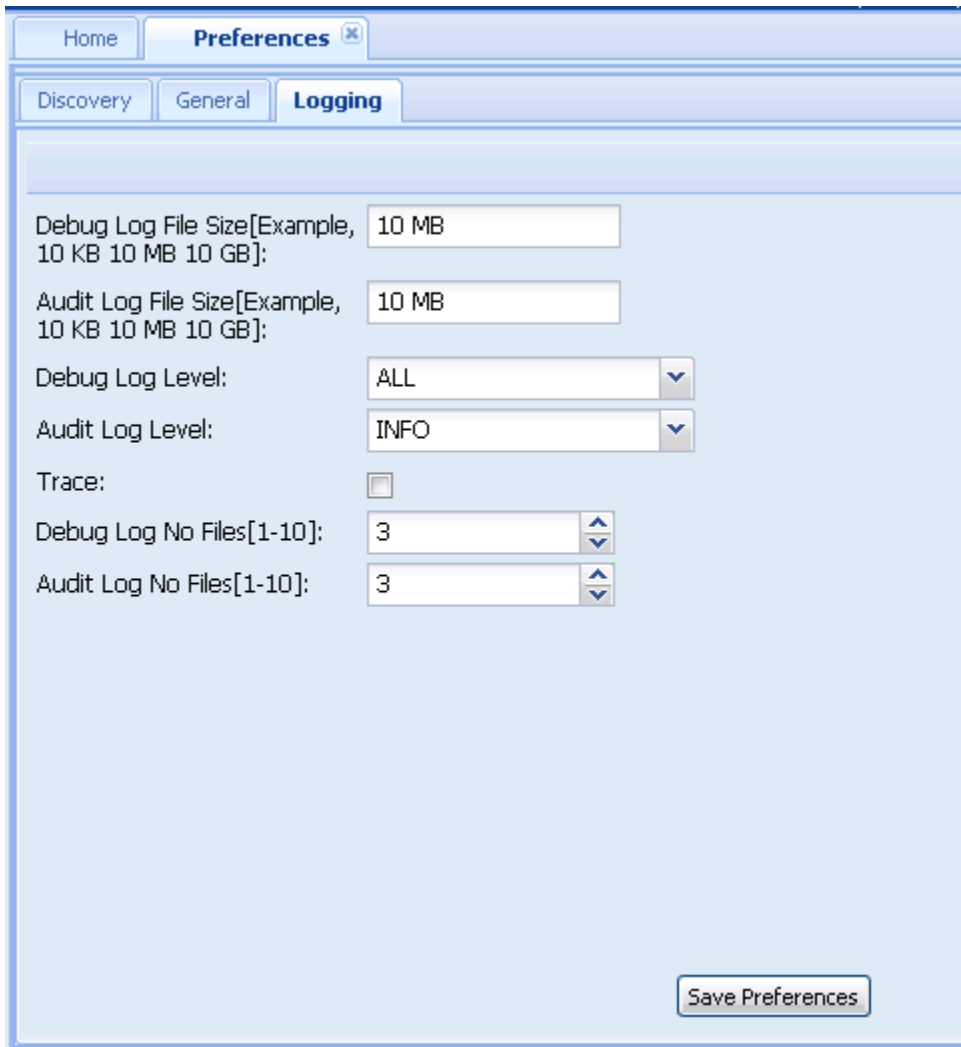 Home Preferences
Discovery General Logging
Debug Log File Size[Example,
10 KB 10 MB 10 GB]:
10 MB
Audit Log File Size[Example,
10 KB 10 MB 10 GB]:
10 MB
Debug Log Level: ALL
Audit Log Level: INFO
Trace:
Debug Log No Files[1-10]: 3
Audit Log No Files[1-10]: 3
Save Preferences